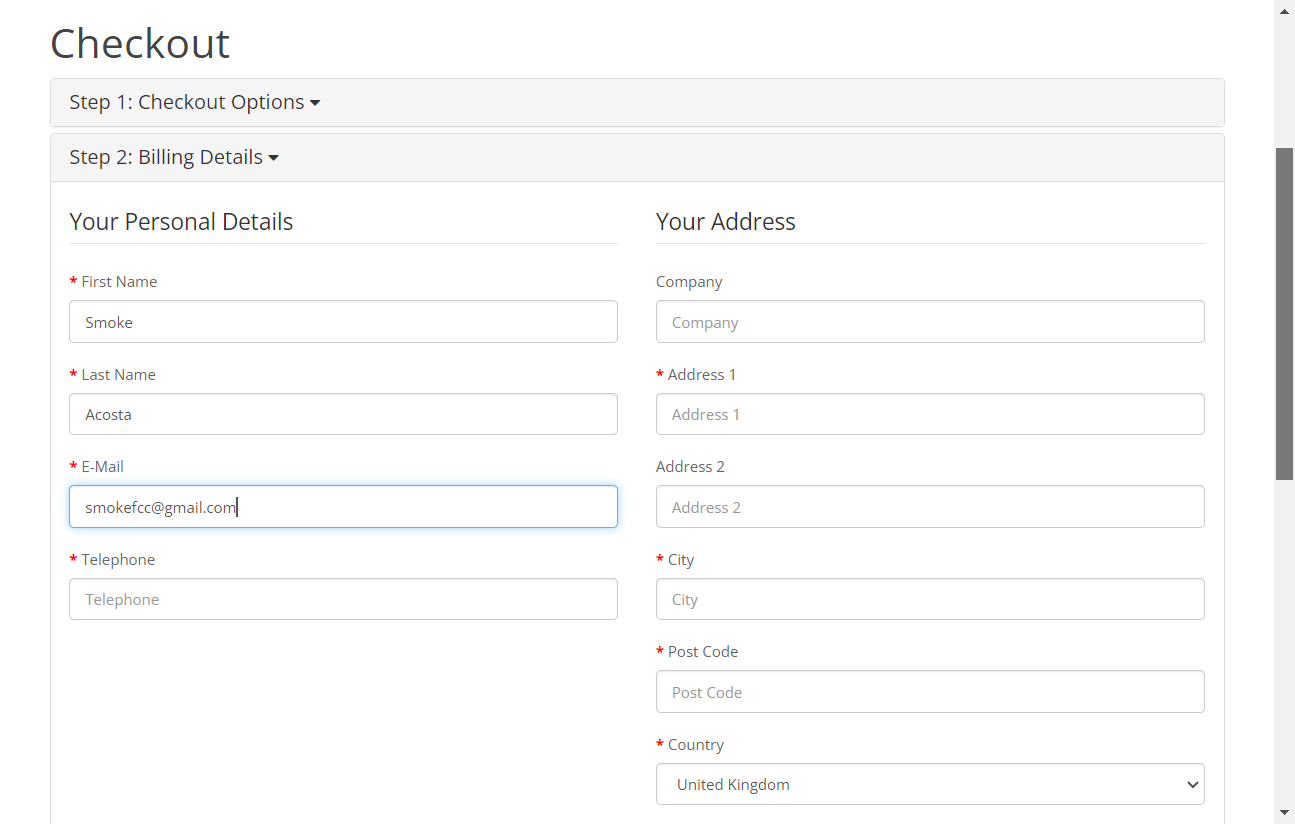 Checkout
Step 1: Checkout Options
Step 2: Billing Details
Your Personal Details
* First Name
Smoke
* Last Name
Acosta
* E-Mail
smokefcc@gmail.com
* Telephone
Telephone
Your Address
Company
Company
* Address 1
Address 1
Address 2
Address 2
* City
City
* Post Code
Post Code
* Country
United Kingdom